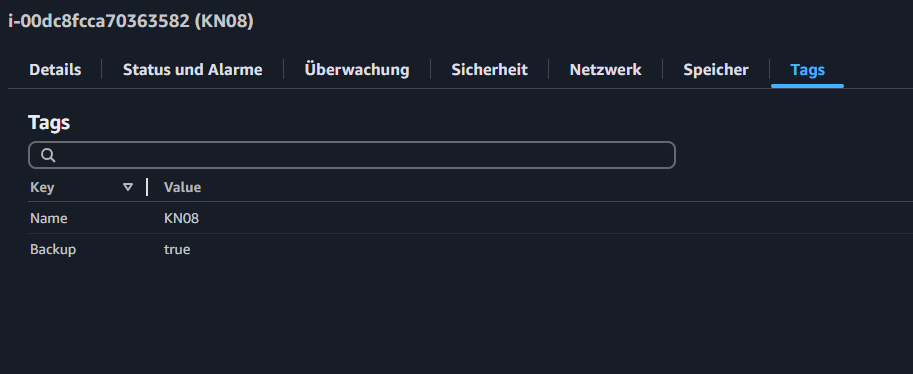 i-00dc8fcca70363582 (KN08)
Details Status und Alarme Überwachung Sicherheit Netzwerk Speicher Tags
Tags
Key Value
Name KN08
Backup true